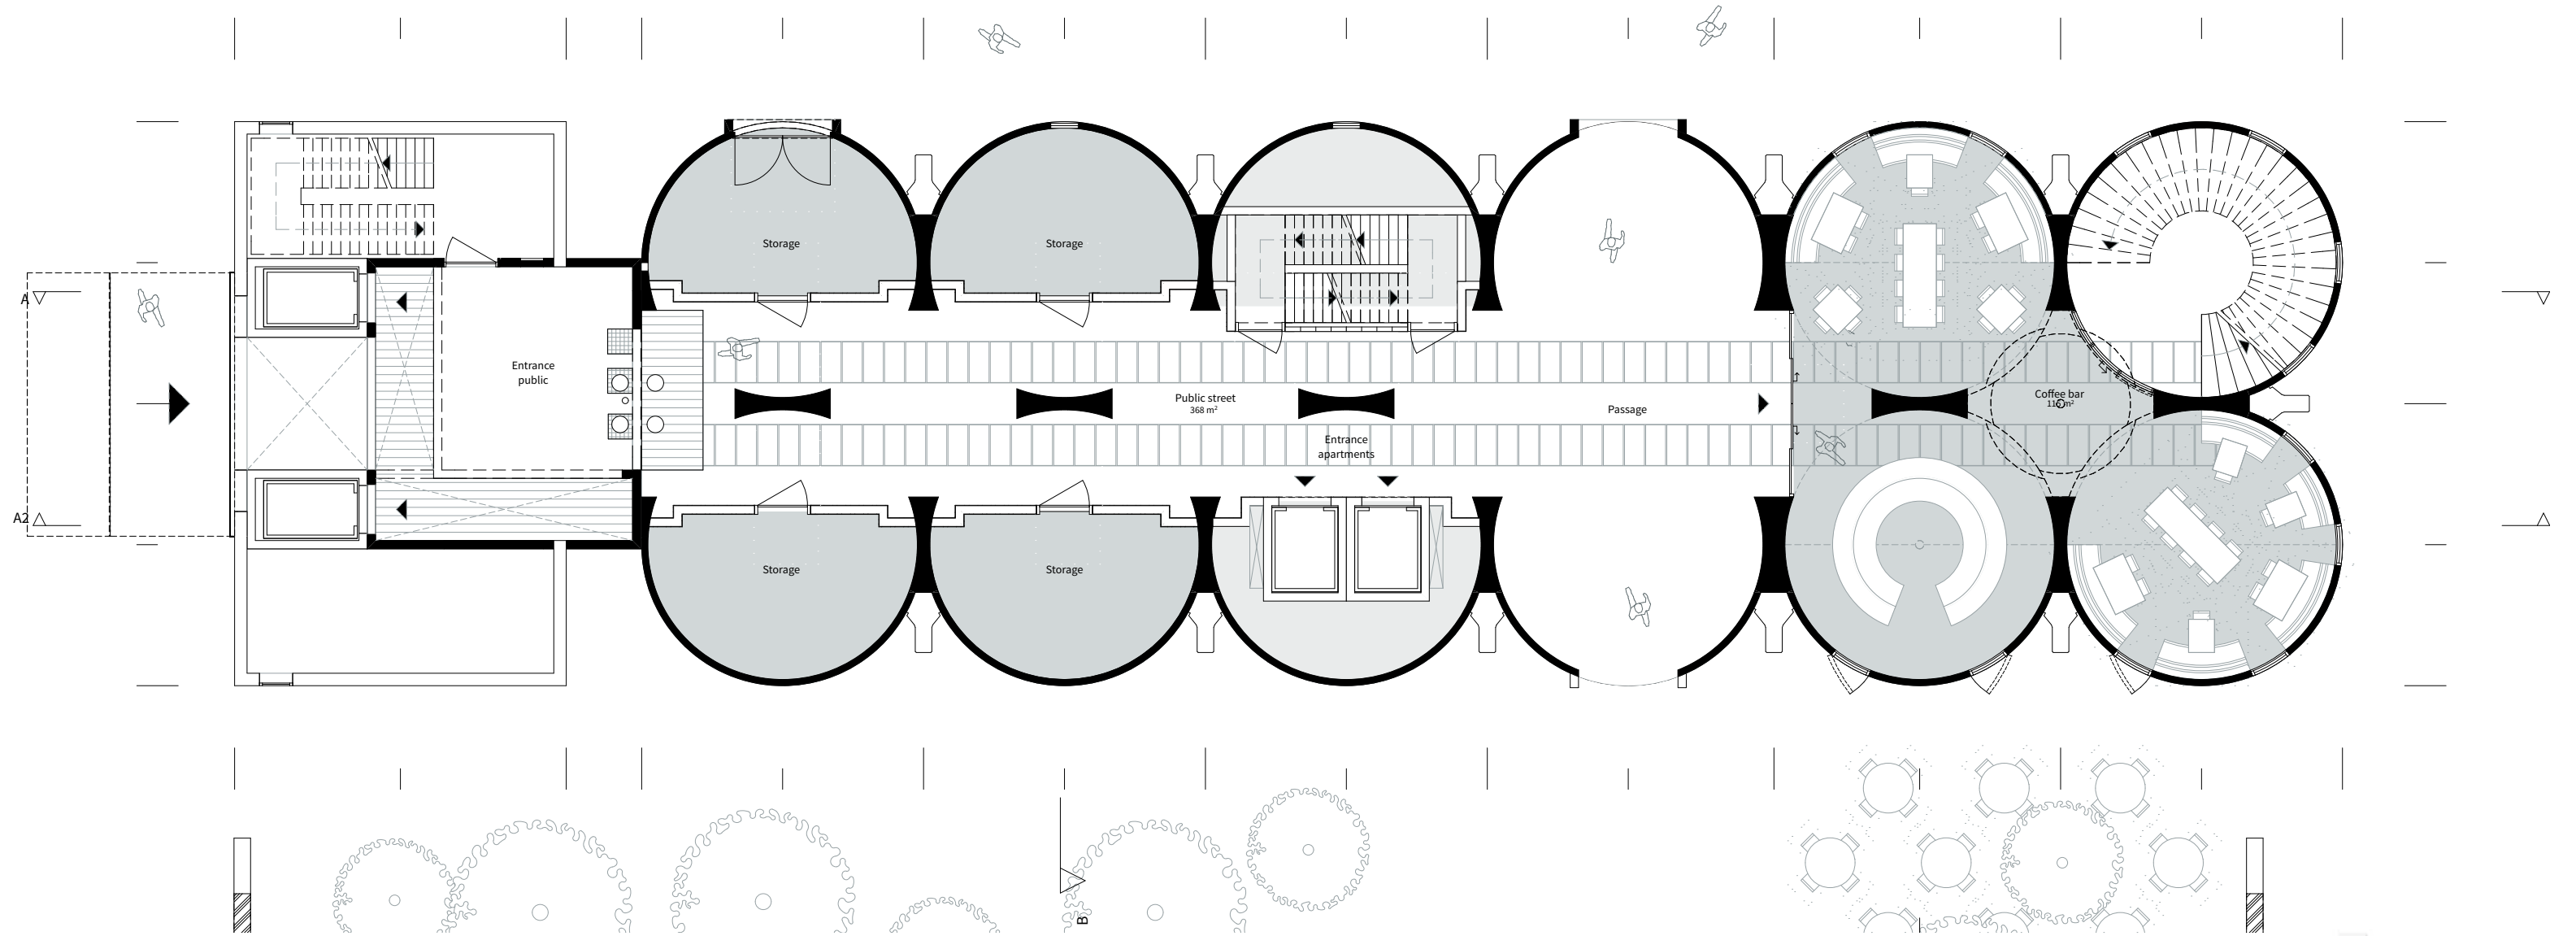 Storage
Storage
A
Entrance
public
Public street
368 m²
Passage
Coffee bar
Entrance
apartments
A2
Storage
Storage
B